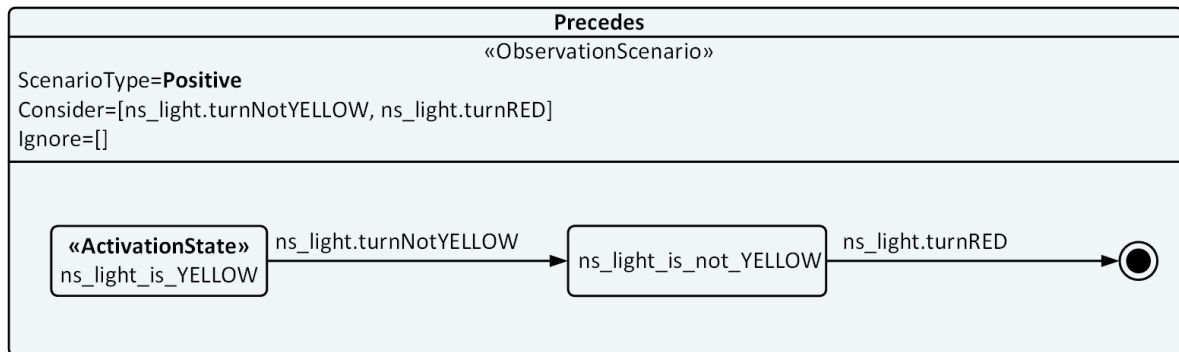 Precedes
«ObservationScenario»
ScenarioType=Positive
Consider=[ns_light.turnNotYELLOW, ns_light.turnRED]
Ignore=[]
«ActivationState»
ns_light_is_YELLOW
ns_light.turnNotYELLOW
ns_light_is_not_YELLOW
ns_light.turnRED